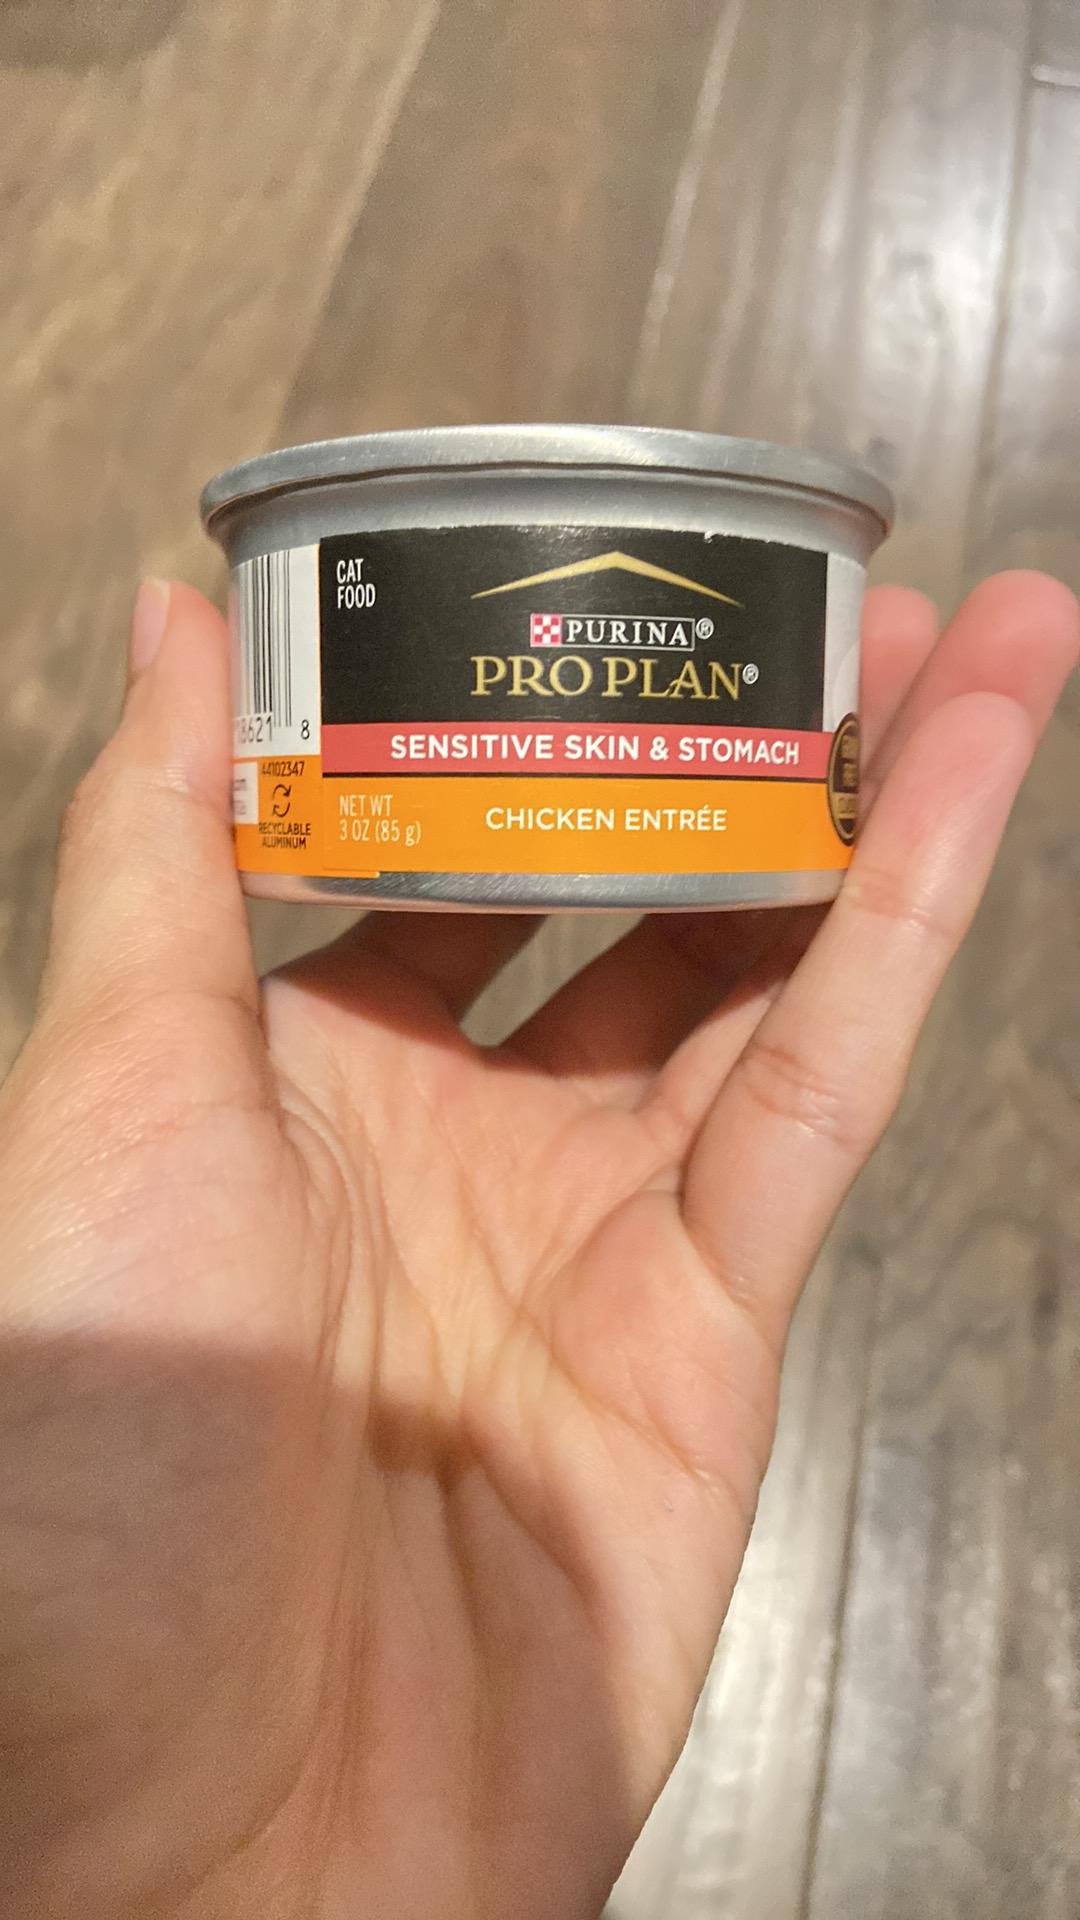 CAT
FOOD
PURINA®
PRO PLAN®
SENSITIVE SKIN & STOMACH
NET WT
3 OZ (85 g)
CHICKEN ENTRÉE
8621 8
44102347
RECYCLABLE
ALUMINUM